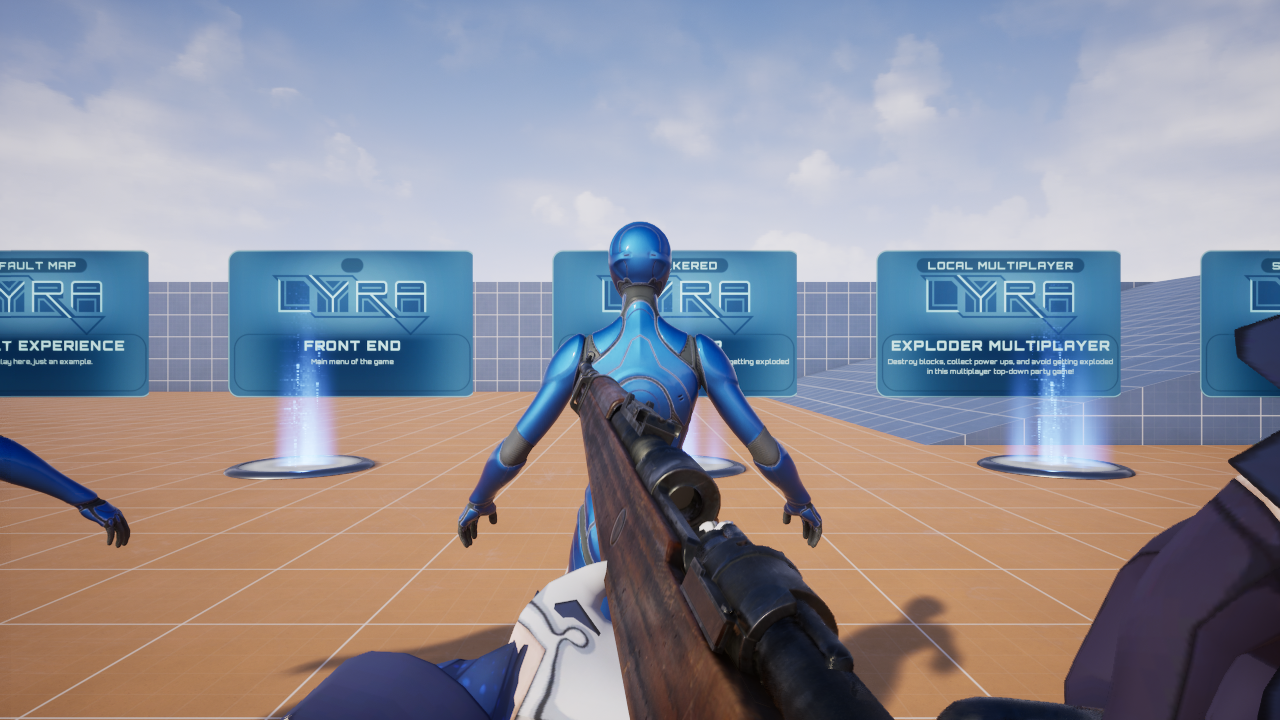 FAULT MAP
YRA
T EXPERIENCE
lay here, just an example.
LYRA
FRONT END
Main menu of the game
KERED
LYRA
getting exploded
LOCAL MULTIPLAYER
LYRA
EXPLODER MULTIPLAYER
Destroy blocks, collect power ups, and avoid getting exploded
in this multiplayer top-down party game!